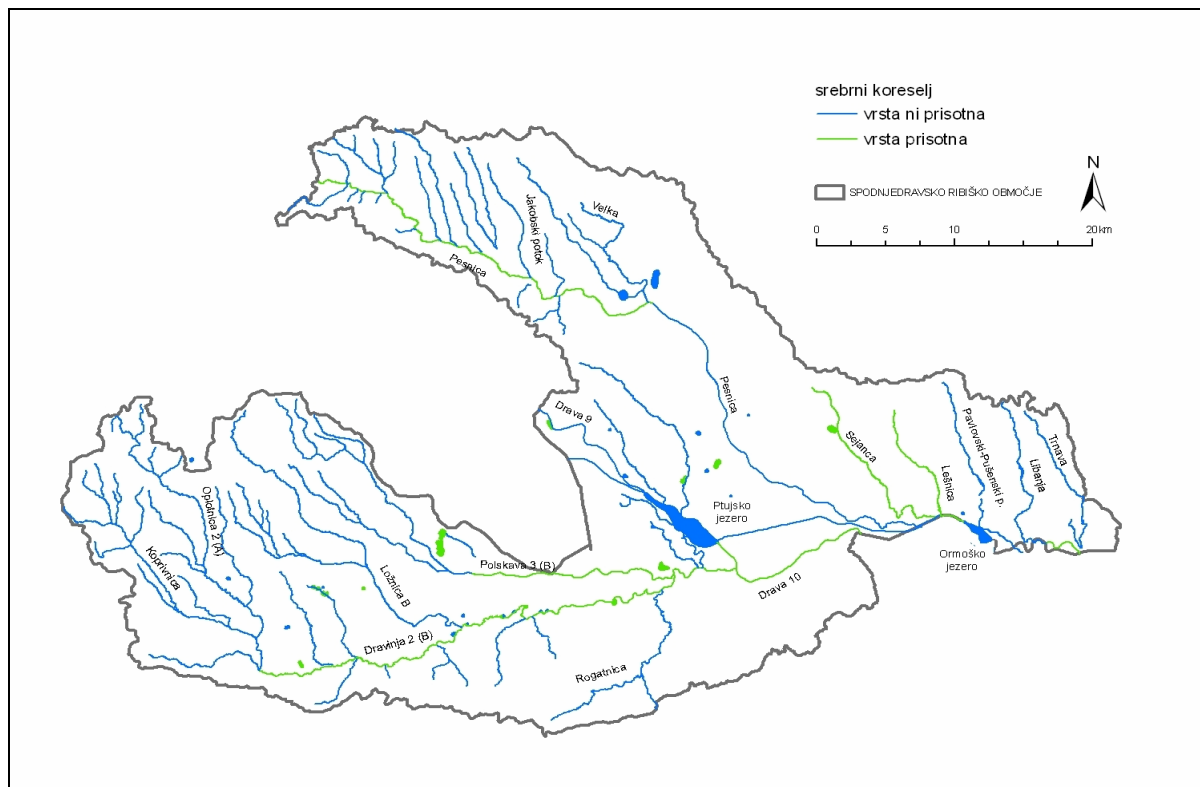 srebrni koreselj
vrsta ni prisotna
vrsta prisotna
N
SPODNJEDRAVSKO RIBIŠKO OBMOČJE
0 5 10 20 km
Velka
Jakobski potok
Pesnica
Pesnica
Drava 9
Sejanca
Lešnica
Pavlovski-Pušenski p.
Libanja
Trnava
Ptujsko
jezero
Ormoško
jezero
Oplotnica 2 (A)
Koprivnica
Ložnica B
Polskava 3 (B)
Drava 10
Dravinja 2 (B)
Rogatnica